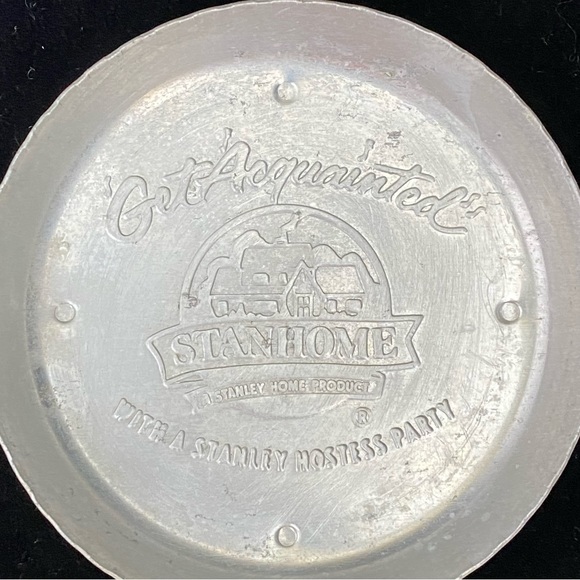 "Get Acquainted"
STANHOME
A STANLEY HOME PRODUCT
®
WITH A STANLEY HOSTESS PARTY